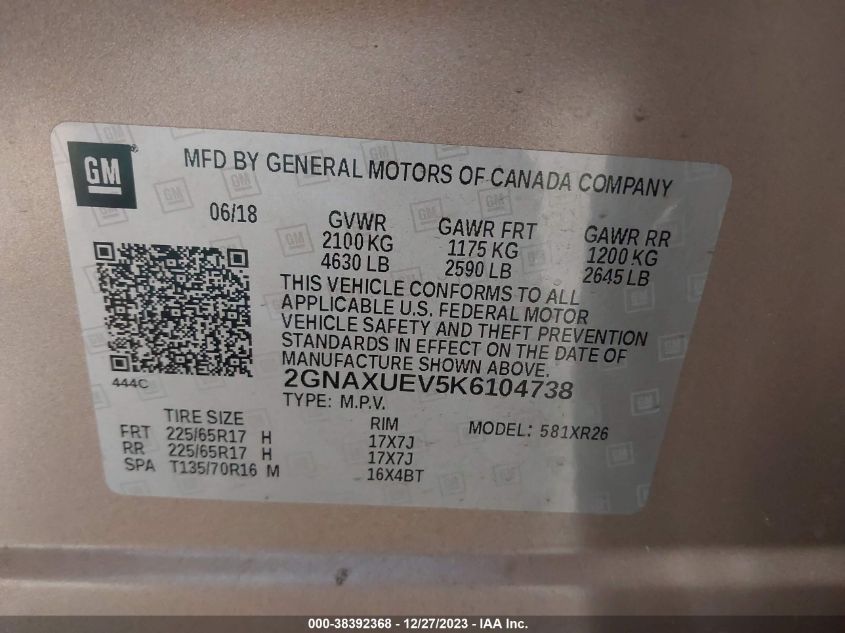 GM
MFD BY GENERAL MOTORS OF CANADA COMPANY
06/18
GVWR
2100 KG
4630 LB
GAWR FRT
1175 KG
2590 LB
GAWR RR
1200 KG
2645 LB
THIS VEHICLE CONFORMS TO ALL
APPLICABLE U.S. FEDERAL MOTOR
VEHICLE SAFETY AND THEFT PREVENTION
STANDARDS IN EFFECT ON THE DATE OF
MANUFACTURE SHOWN ABOVE.
444C
2GNAXUEV5K6104738
TYPE: M.P.V.
MODEL: 581XR26
TIRE SIZE RIM
FRT 225/65R17 H 17X7J
RR 225/65R17 H 17X7J
SPA T135/70R16 M 16X4BT
000-38392368 - 12/27/2023 - IAA Inc.